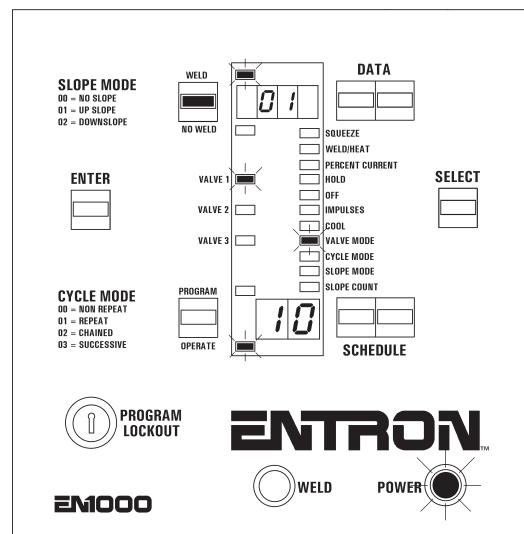 SLOPE MODE
00 = NO SLOPE
01 = UP SLOPE
02 = DOWNSLOPE
WELD
NO WELD
01
DATA
SQUEEZE
WELD/HEAT
PERCENT CURRENT
HOLD
OFF
IMPULSES
COOL
VALVE MODE
CYCLE MODE
SLOPE MODE
SLOPE COUNT
ENTER
VALVE 1
VALVE 2
VALVE 3
SELECT
CYCLE MODE
00 = NON REPEAT
01 = REPEAT
02 = CHAINED
03 = SUCCESSIVE
PROGRAM
OPERATE
10
SCHEDULE
PROGRAM
LOCKOUT
ENTRON™
WELD
POWER
EN1000